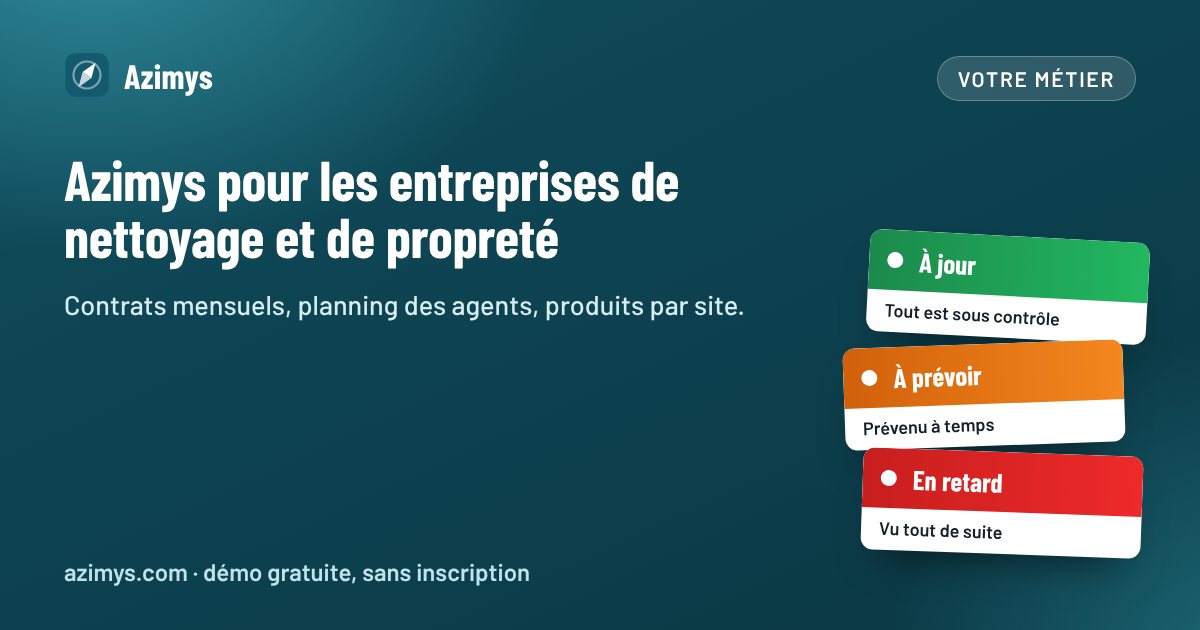 Azimys
VOTRE MÉTIER
Azimys pour les entreprises de
nettoyage et de propreté
Contrats mensuels, planning des agents, produits par site.
À jour
Tout est sous contrôle
À prévoir
Prévenu à temps
En retard
Vu tout de suite
azimys.com · démo gratuite, sans inscription